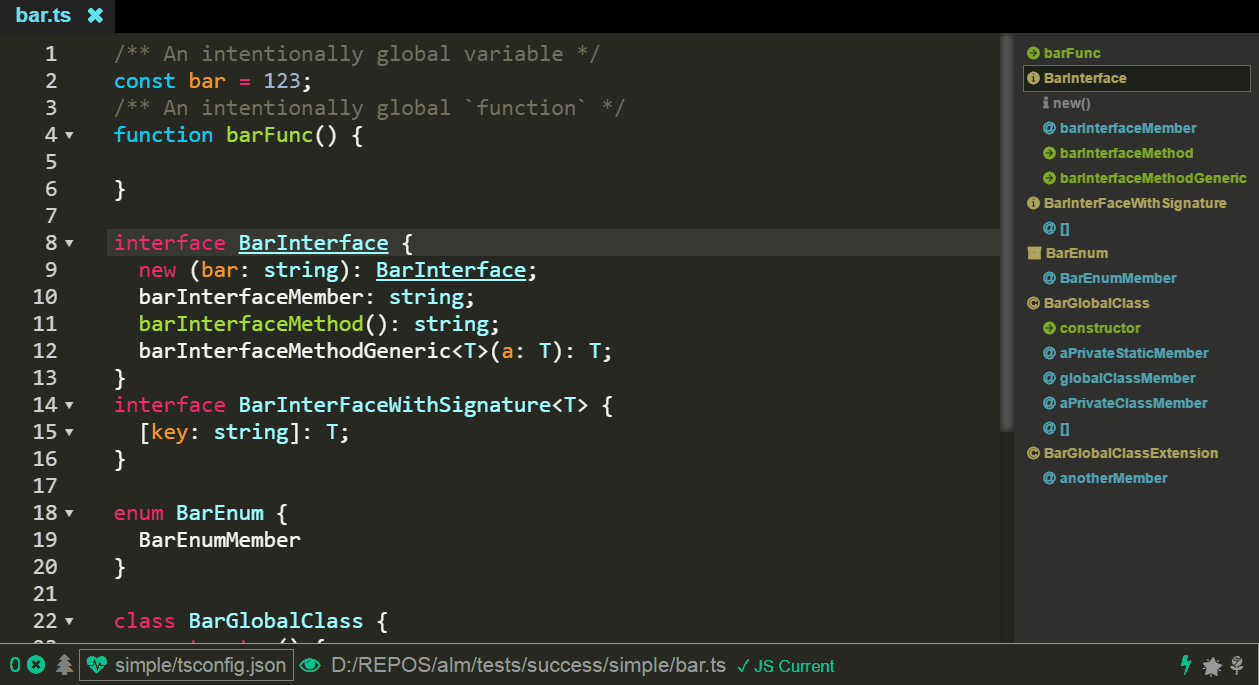 bar.ts
1 /** An intentionally global variable */
2 const bar = 123;
3 /** An intentionally global `function` */
4 function barFunc() {
5
6 }
7
8 interface BarInterface {
9 new (bar: string): BarInterface;
10 barInterfaceMember: string;
11 barInterfaceMethod(): string;
12 barInterfaceMethodGeneric<T>(a: T): T;
13 }
14 interface BarInterFaceWithSignature<T> {
15 [key: string]: T;
16 }
17
18 enum BarEnum {
19 BarEnumMember
20 }
21
22 class BarGlobalClass {
barFunc
BarInterface
new()
barInterfaceMember
barInterfaceMethod
barInterfaceMethodGeneric
BarInterFaceWithSignature
[]
BarEnum
BarEnumMember
BarGlobalClass
constructor
aPrivateStaticMember
globalClassMember
aPrivateClassMember
[]
BarGlobalClassExtension
anotherMember
0 simple/tsconfig.json D:/REPOS/alm/tests/success/simple/bar.ts ✓ JS Current